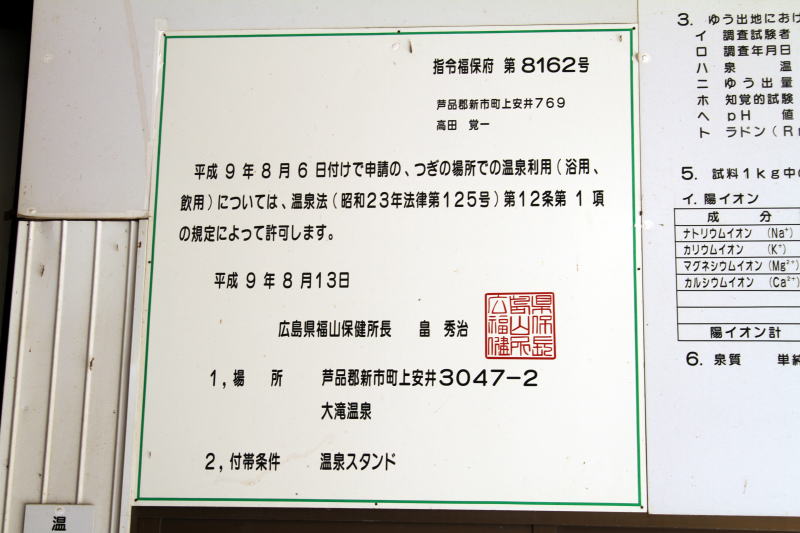 指令福保府 第 8162号
芦品郡新市町上安井769
高田 覚一
平成 9 年 8 月 6 日付けで申請の、つぎの場所での温泉利用（浴用、
飲用）については、温泉法（昭和23年法律第125号）第12条第 1 項
の規定によって許可します。
平成 9 年 8 月13日
広島県福山保健所長 畠 秀治
広島県福山保健所長
1, 場 所 芦品郡新市町上安井3047-2
大滝温泉
2, 付帯条件 温泉スタンド
3. ゆう出地におけ
イ 調査試験者
ロ 調査年月日
ハ 泉 温
ニ ゆう出量
ホ 知覚的試験
ヘ pH 値
ト ラドン（R
5. 試料1kg中の
イ. 陽イオン
成 分
ナトリウムイオン (Na⁺)
カリウムイオン (K⁺)
マグネシウムイオン (Mg²⁺)
カルシウムイオン (Ca²⁺)
陽イオン計
6. 泉質 単純
温